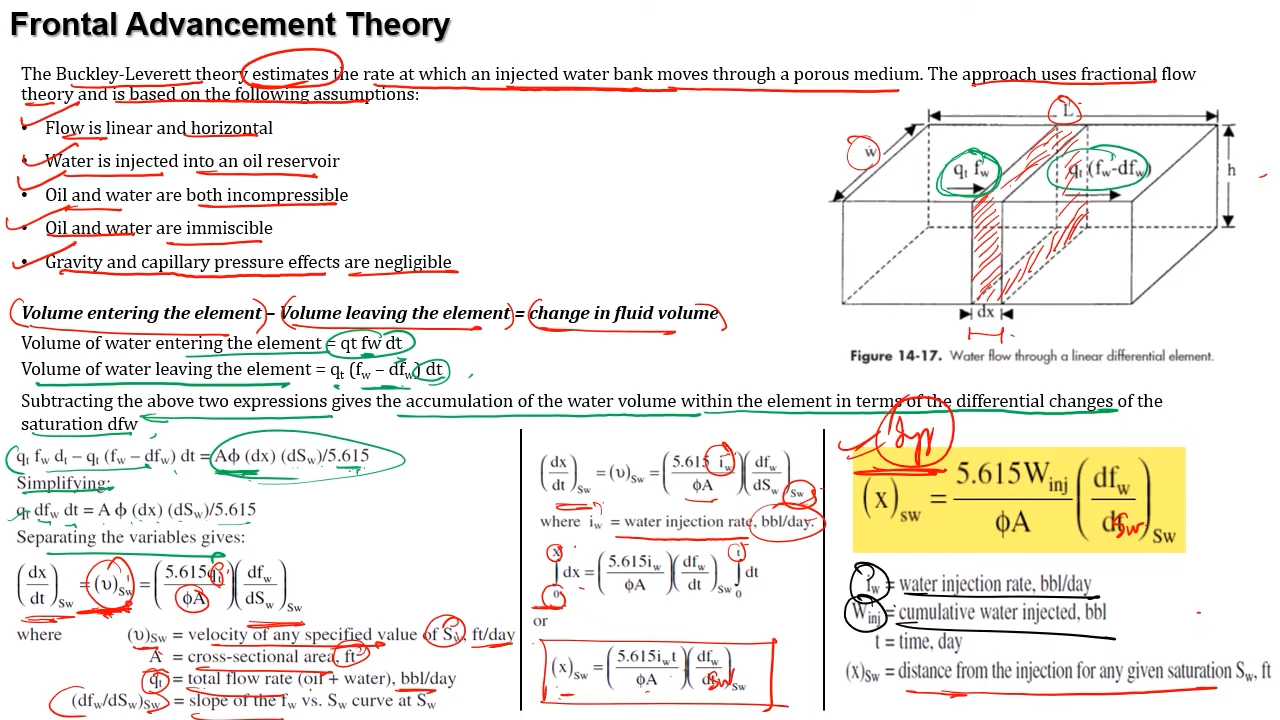 Frontal Advancement Theory
The Buckley-Leverett theory estimates the rate at which an injected water bank moves through a porous medium. The approach uses fractional flow
theory and is based on the following assumptions:
• Flow is linear and horizontal
• Water is injected into an oil reservoir
• Oil and water are both incompressible
• Oil and water are immiscible
• Gravity and capillary pressure effects are negligible
L
w
qt fw
qt (fw-dfw)
h
dx
Figure 14-17. Water flow through a linear differential element.
Volume entering the element – Volume leaving the element = change in fluid volume
Volume of water entering the element = qt fw dt
Volume of water leaving the element = qt (fw – dfw) dt
Subtracting the above two expressions gives the accumulation of the water volume within the element in terms of the differential changes of the
saturation dfw
qt fw dt – qt (fw – dfw) dt = Aϕ (dx) (dSw)/5.615
Simplifying:
qt dfw dt = A ϕ (dx) (dSw)/5.615
Separating the variables gives:
(dx/dt)Sw = (υ)Sw = (5.615qt/ϕA)(dfw/dSw)Sw
where (υ)Sw = velocity of any specified value of Sw, ft/day
A = cross-sectional area, ft²
qt = total flow rate (oil + water), bbl/day
(dfw/dSw)Sw = slope of the fw vs. Sw curve at Sw
(dx/dt)Sw = (υ)Sw = (5.615 iw/ϕA)(dfw/dSw)Sw
where iw = water injection rate, bbl/day.
∫0x dx = (5.615iw/ϕA)(dfw/dt)Sw ∫0t dt
or
(x)Sw = (5.615iwt/ϕA)(dfw/dSw)Sw
(x)sw = 5.615Winj/ϕA (dfw/dSw)Sw
iw = water injection rate, bbl/day
Winj = cumulative water injected, bbl
t = time, day
(x)Sw = distance from the injection for any given saturation Sw, ft